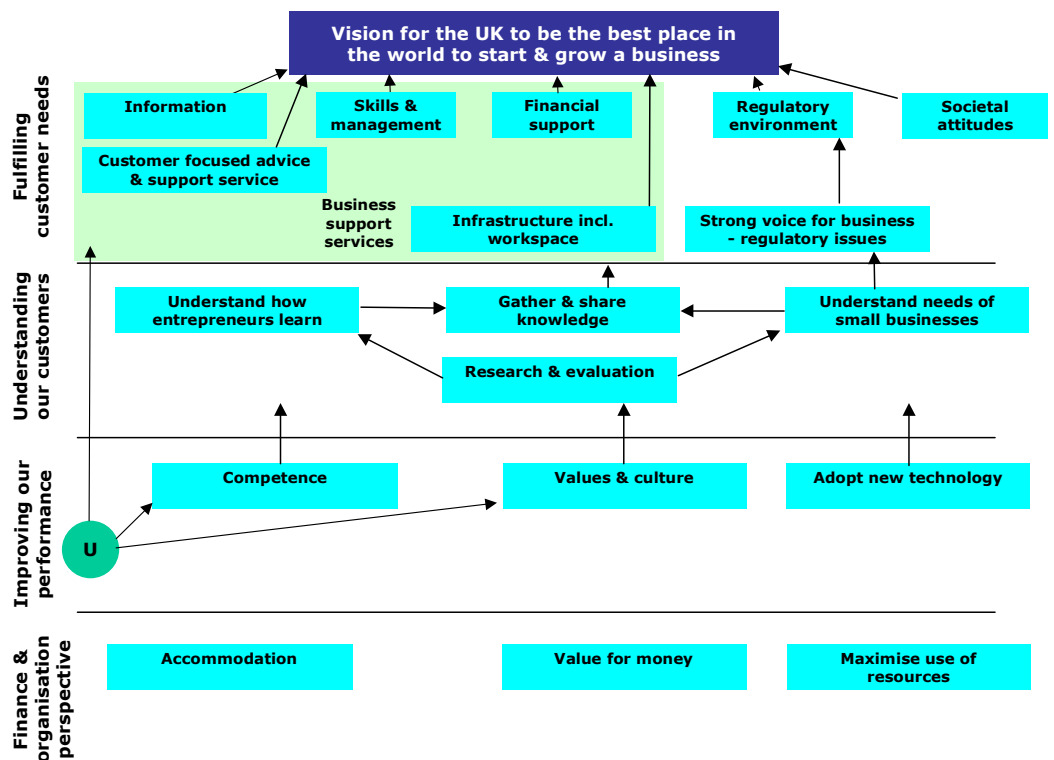 Vision for the UK to be the best place in
the world to start & grow a business
Fulfilling
customer needs
Information
Skills &
management
Financial
support
Regulatory
environment
Societal
attitudes
Customer focused advice
& support service
Business
support
services
Infrastructure incl.
workspace
Strong voice for business
- regulatory issues
Understanding
our customers
Understand how
entrepreneurs learn
Gather & share
knowledge
Understand needs of
small businesses
Research & evaluation
Improving our
performance
Competence
Values & culture
Adopt new technology
U
Finance &
organisation
perspective
Accommodation
Value for money
Maximise use of
resources